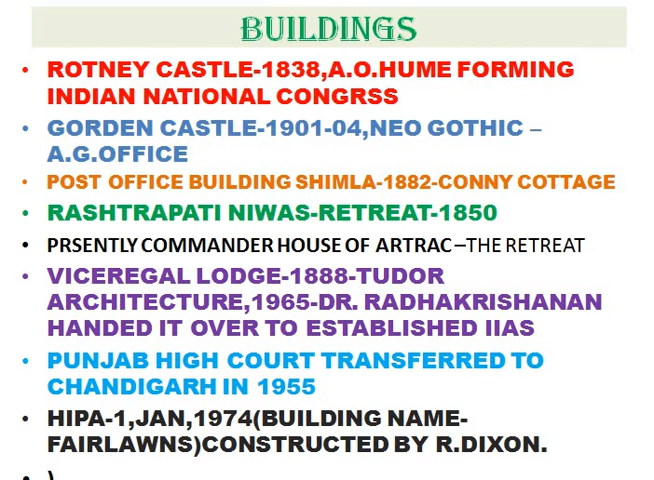 BUILDINGS
• ROTNEY CASTLE-1838,A.O.HUME FORMING
INDIAN NATIONAL CONGRSS
• GORDEN CASTLE-1901-04,NEO GOTHIC –
A.G.OFFICE
• POST OFFICE BUILDING SHIMLA-1882-CONNY COTTAGE
• RASHTRAPATI NIWAS-RETREAT-1850
• PRSENTLY COMMANDER HOUSE OF ARTRAC –THE RETREAT
• VICEREGAL LODGE-1888-TUDOR
ARCHITECTURE,1965-DR. RADHAKRISHANAN
HANDED IT OVER TO ESTABLISHED IIAS
• PUNJAB HIGH COURT TRANSFERRED TO
CHANDIGARH IN 1955
• HIPA-1,JAN,1974(BUILDING NAME-
FAIRLAWNS)CONSTRUCTED BY R.DIXON.
• )